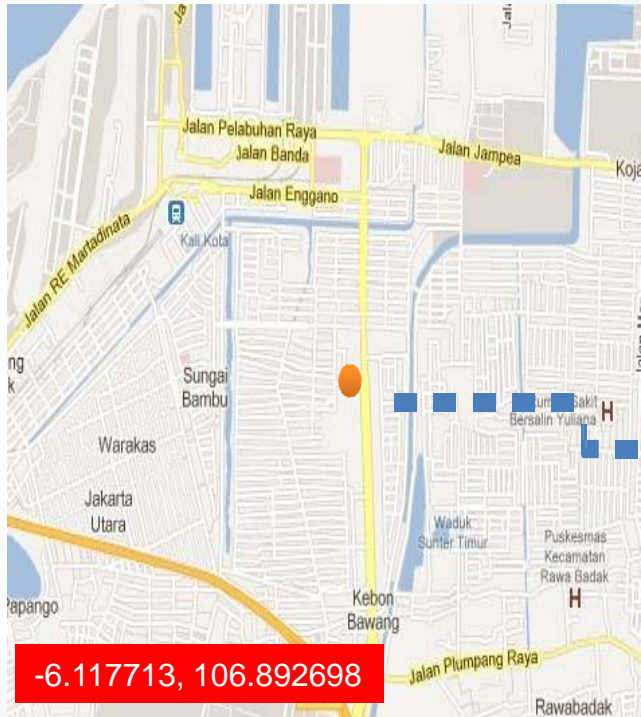 Jalan Pelabuhan Raya
Jalan Banda
Jalan Jampea
Koja
Jalan Enggano
Jalan RE Martadinata
Kali Kota
Sungai
Bambu
Sakit
Bersalin Yuliana
H
Warakas
Jakarta
Utara
Waduk
Sunter Timur
Puskesmas
Kecamatan
Rawa Badak
H
Papango
Kebon
Bawang
-6.117713, 106.892698
Jalan Plumpang Raya
Rawabadak